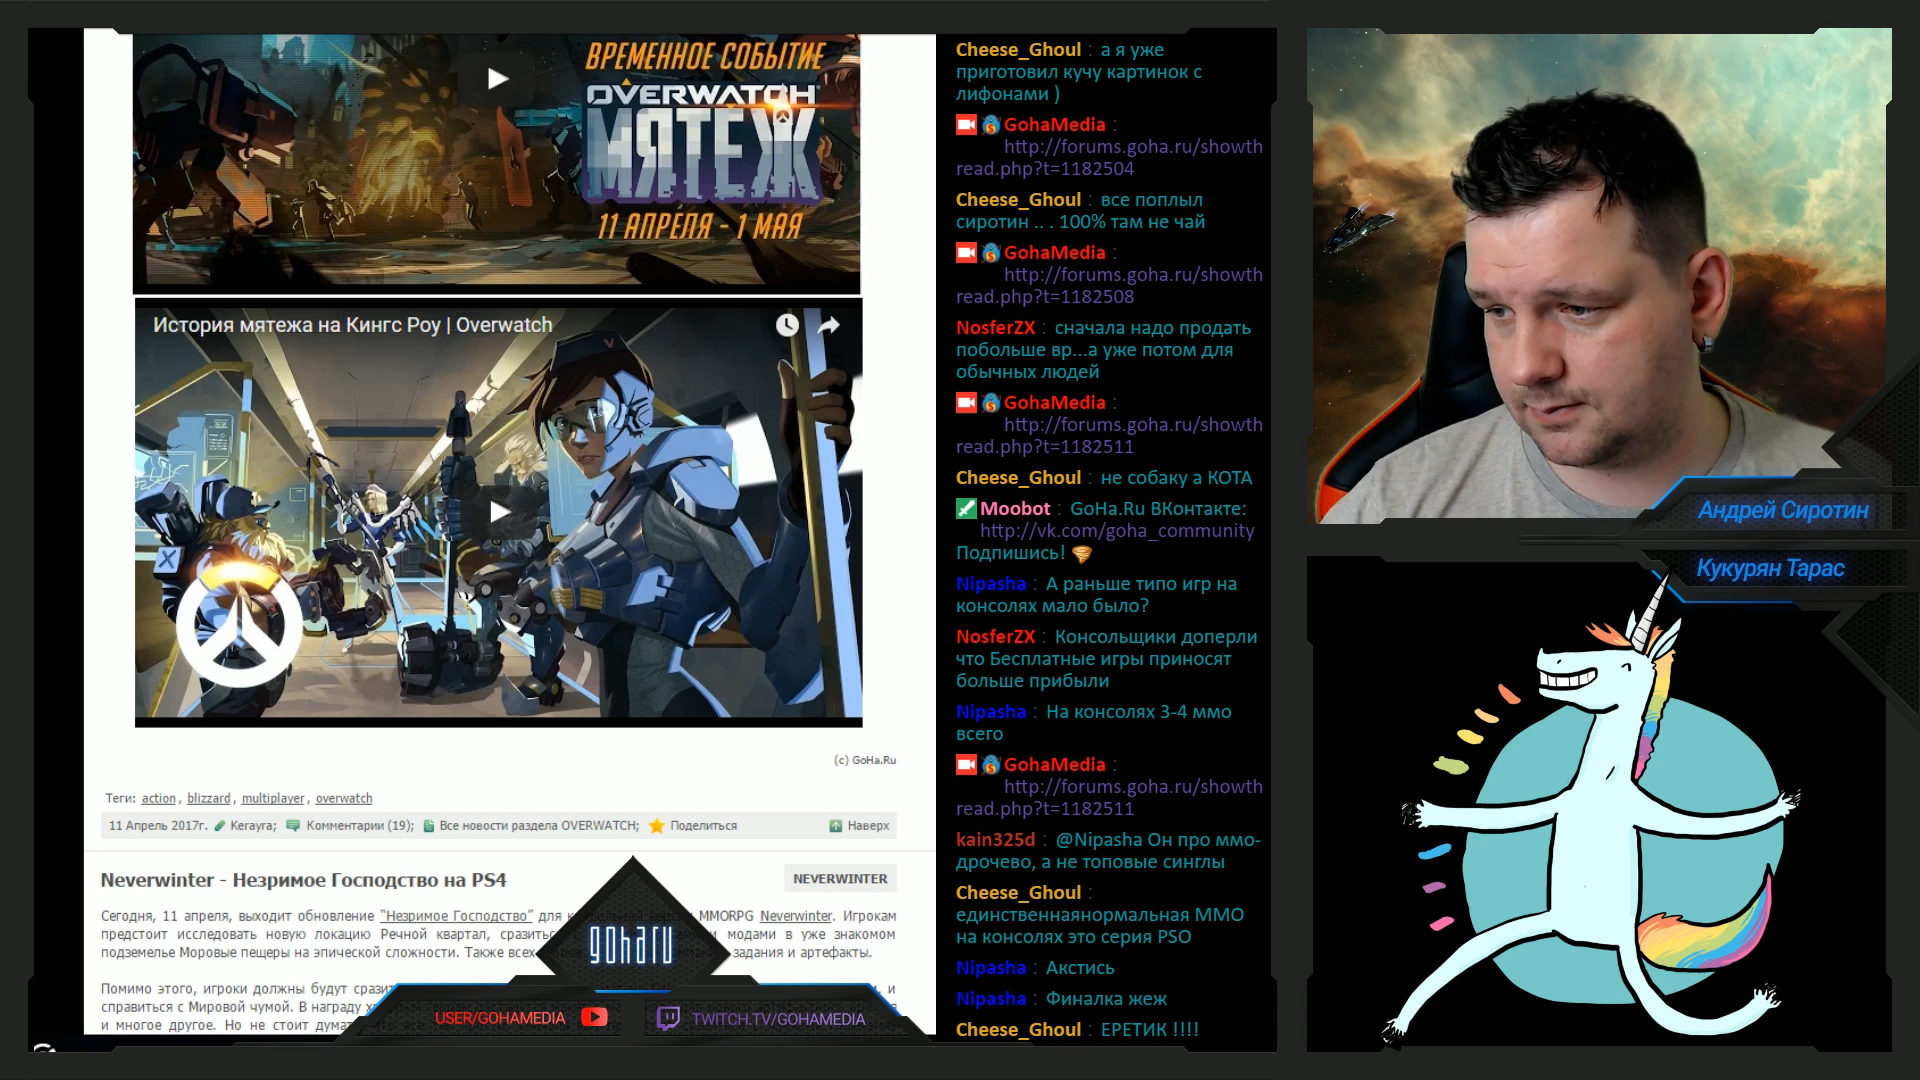 ВРЕМЕННОЕ СОБЫТИЕ
OVERWATCH
МЯТЕЖ
11 АПРЕЛЯ - 1 МАЯ
История мятежа на Кингс Роу | Overwatch
(c) GoHa.Ru
Теги: action, blizzard, multiplayer, overwatch
11 Апрель 2017г. Kerayra; Комментарии (19); Все новости раздела OVERWATCH; Поделиться Наверх
Neverwinter - Незримое Господство на PS4
NEVERWINTER
Сегодня, 11 апреля, выходит обновление "Незримое Господство" для MMORPG Neverwinter. Игрокам
предстоит исследовать новую локацию Речной квартал, модами в уже знакомом
подземелье Моровые пещеры на эпической сложности. Также задания и артефакты.
Помимо этого, игроки должны будут и
справиться с Мировой чумой. В награду
и многое другое. Но не стоит
goharu
USER/GOHAMEDIA
TWITCH.TV/GOHAMEDIA
Cheese_Ghoul : а я уже
приготовил кучу картинок с
лифонами )
GohaMedia :
http://forums.goha.ru/showth
read.php?t=1182504
Cheese_Ghoul : все поплыл
сиротин .. . 100% там не чай
GohaMedia :
http://forums.goha.ru/showth
read.php?t=1182508
NosferZX : сначала надо продать
побольше вр...а уже потом для
обычных людей
GohaMedia :
http://forums.goha.ru/showth
read.php?t=1182511
Cheese_Ghoul : не собаку а КОТА
Moobot : GoHa.Ru ВКонтакте:
http://vk.com/goha_community
Подпишись!
Nipasha : А раньше типо игр на
консолях мало было?
NosferZX : Консольщики доперли
что Бесплатные игры приносят
больше прибыли
Nipasha : На консолях 3-4 ммо
всего
GohaMedia :
http://forums.goha.ru/showth
read.php?t=1182511
kain325d : @Nipasha Он про ммо-
дрочево, а не топовые синглы
Cheese_Ghoul :
единственнаянормальная ММО
на консолях это серия PSO
Nipasha : Акстись
Nipasha : Финалка жеж
Cheese_Ghoul : ЕРЕТИК !!!!
Андрей Сиротин
Кукурян Тарас